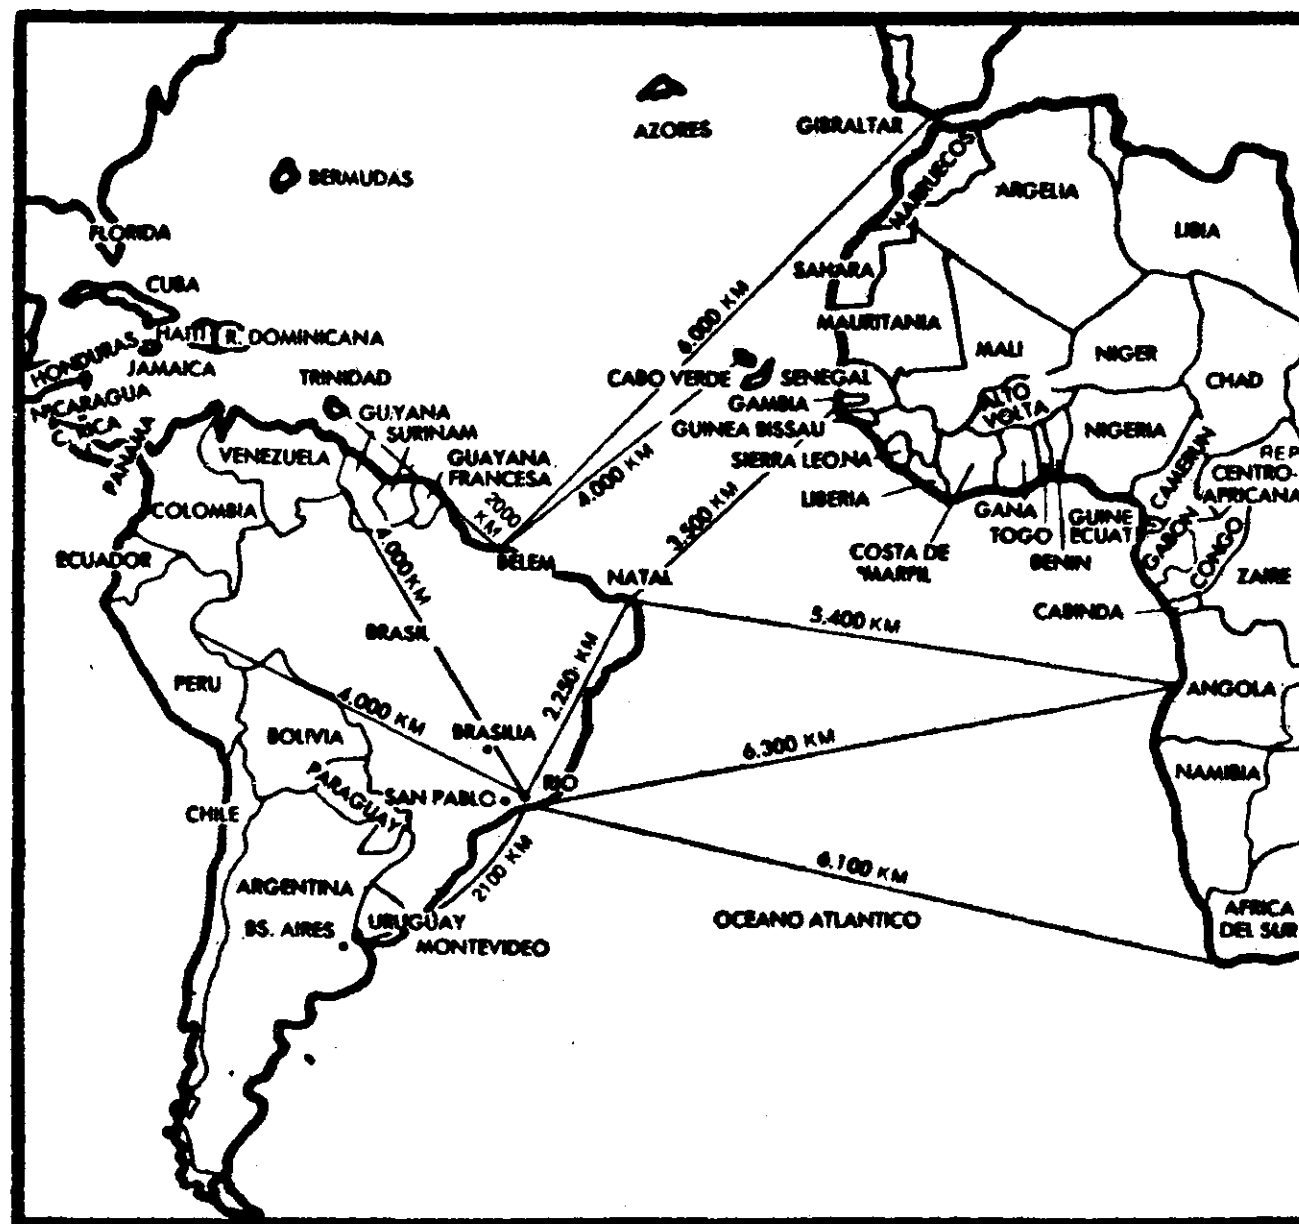 AZORES
GIBRALTAR
BERMUDAS
MARRUECOS
ARGELIA
LIBIA
FLORIDA
SAHARA
CUBA
6.000 KM
MAURITANIA
HONDURAS
HAITI
R. DOMINICANA
JAMAICA
TRINIDAD
CABO VERDE
SENEGAL
MALI
NIGER
CHAD
NICARAGUA
C. RICA
PANAMA
GUYANA
SURINAM
GAMBIA
ALTO
VOLTA
GUINEA BISSAU
NIGERIA
VENEZUELA
GUAYANA
FRANCESA
SIERRA LEONA
CAMERUN
REP
CENTRO-
AFRICANA
4.000 KM
LIBERIA
COLOMBIA
2000
KM
3.500 KM
GANA
TOGO
GUINE
ECUAT
GABON
CONGO
ECUADOR
4.000 KM
BELEM
COSTA DE
MARFIL
BENIN
ZAIRE
NATAL
CABINDA
5.400 KM
BRASIL
2.250 KM
PERU
ANGOLA
4.000 KM
BOLIVIA
BRASILIA
6.300 KM
NAMIBIA
PARAGUAY
RIO
SAN PABLO
CHILE
2100 KM
6.100 KM
ARGENTINA
BS. AIRES
URUGUAY
MONTEVIDEO
OCEANO ATLANTICO
AFRICA
DEL SUR